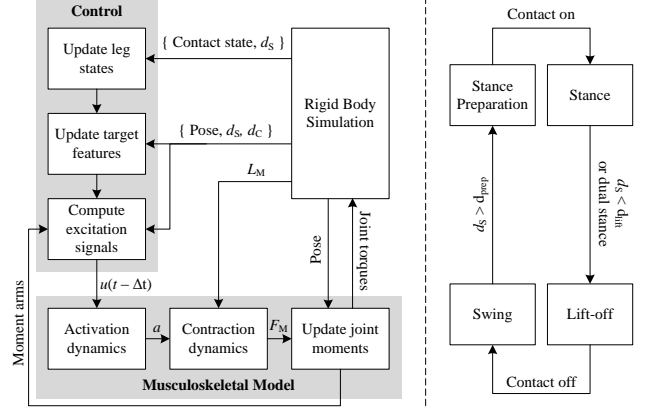 Control
Update leg
states
{ Contact state, dS }
Update target
features
{ Pose, dS, dC }
Compute
excitation
signals
LM
Rigid Body
Simulation
u(t − Δt)
Pose
Joint torques
Moment arms
Activation
dynamics
a
Contraction
dynamics
FM
Update joint
moments
Musculoskeletal Model
Contact on
Stance
Preparation
Stance
dS < dprep
dS < dlift
or dual stance
Swing
Lift-off
Contact off